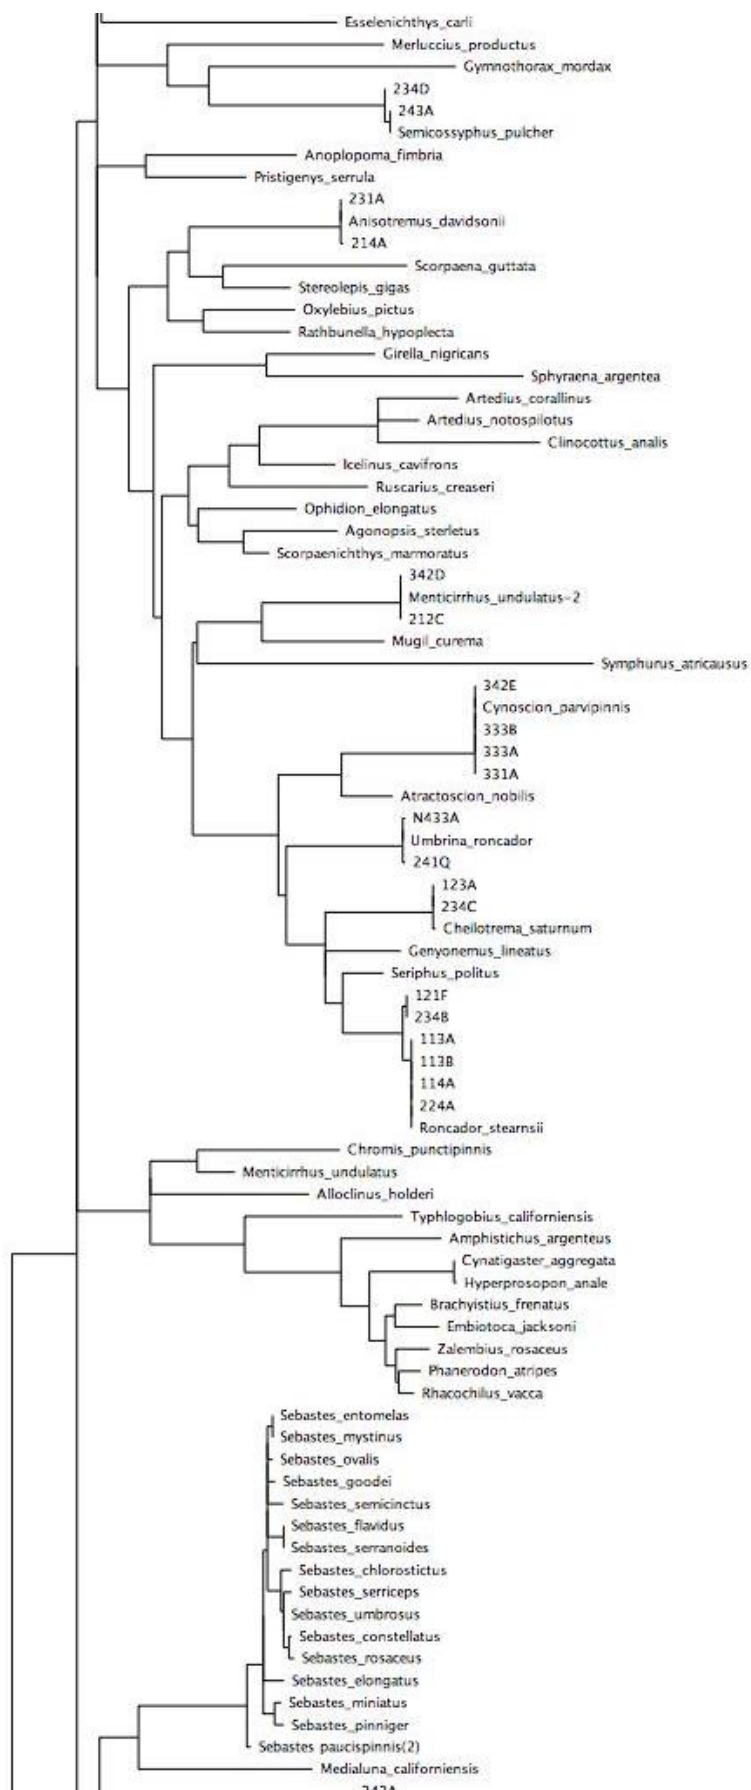 Esselenichthys_carli
Merluccius_productus
Gymnothorax_mordax
234D
243A
Semicossyphus_pulcher
Anoplopoma_fimbria
Pristigenys_serrula
231A
Anisotremus_davidsonii
214A
Scorpaena_guttata
Stereolepis_gigas
Oxylebius_pictus
Rathbunella_hypoplecta
Girella_nigricans
Sphyraena_argentea
Artedius_corallinus
Artedius_notospilotus
Clinocottus_analis
Icelinus_cavifrons
Ruscarius_creaseri
Ophidion_elongatus
Agonopsis_sterletus
Scorpaenichthys_marmoratus
342D
Menticirrhus_undulatus-2
212C
Mugil_curema
Symphurus_atricausus
342E
Cynoscion_parvipinnis
333B
333A
331A
Atractoscion_nobilis
N433A
Umbrina_roncador
241Q
123A
234C
Cheilotrema_saturnum
Genyonemus_lineatus
Seriphus_politus
121F
234B
113A
113B
114A
224A
Roncador_stearnsii
Chromis_punctipinnis
Menticirrhus_undulatus
Alloclinus_holderi
Typhlogobius_californiensis
Amphistichus_argenteus
Cynatigaster_aggregata
Hyperprosopon_anale
Brachyistius_frenatus
Embiotoca_jacksoni
Zalembius_rosaceus
Phanerodon_atripes
Rhacochilus_vacca
Sebastes_entomelas
Sebastes_mystinus
Sebastes_ovalis
Sebastes_goodei
Sebastes_semicinctus
Sebastes_flavidus
Sebastes_serranoides
Sebastes_chlorostictus
Sebastes_serriceps
Sebastes_umbrosus
Sebastes_constellatus
Sebastes_rosaceus
Sebastes_elongatus
Sebastes_miniatus
Sebastes_pinniger
Sebastes_paucispinnis(2)
Medialuna_californiensis